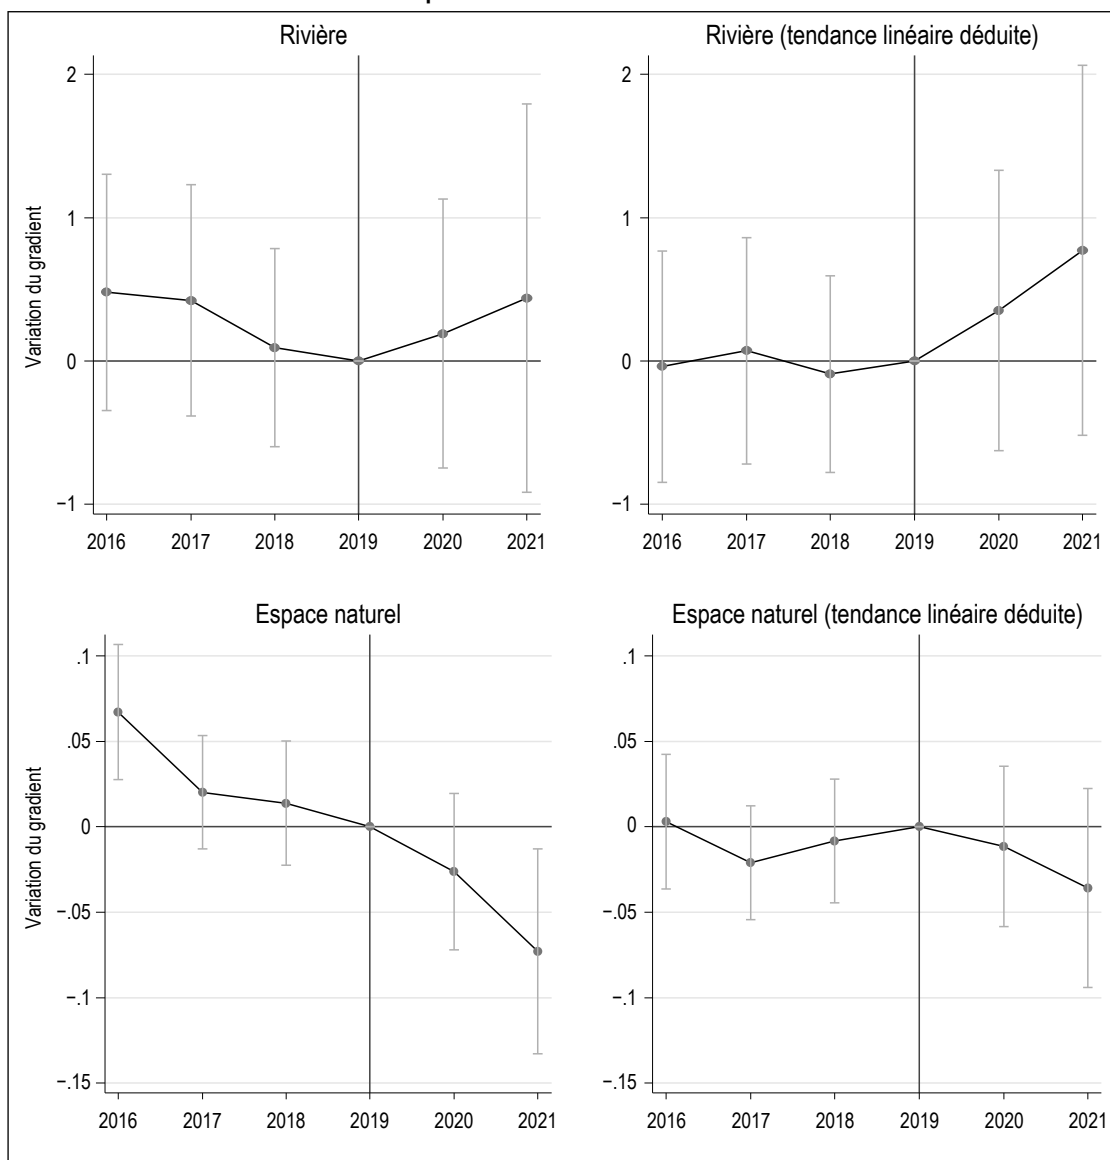 Rivière
Rivière (tendance linéaire déduite)
Variation du gradient
2
1
0
−1
2016 2017 2018 2019 2020 2021
2
1
0
−1
2016 2017 2018 2019 2020 2021
Espace naturel
Espace naturel (tendance linéaire déduite)
Variation du gradient
.1
.05
0
−.05
−.1
−.15
2016 2017 2018 2019 2020 2021
.1
.05
0
−.05
−.1
−.15
2016 2017 2018 2019 2020 2021